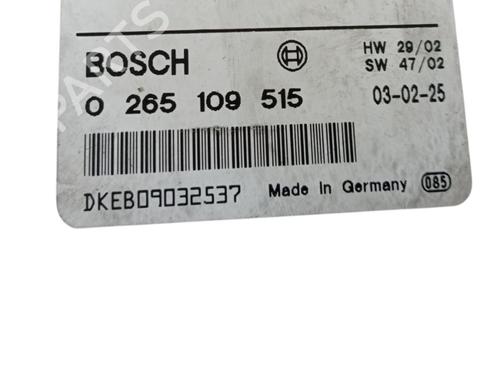 BOSCH
HW 29/02
SW 47/02
0 265 109 515
03-02-25
DKEB09032537
Made In Germany
085
PARTS